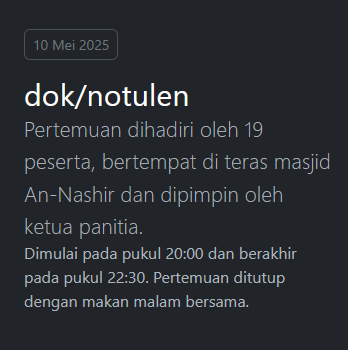 10 Mei 2025
dok/notulen
Pertemuan dihadiri oleh 19
peserta, bertempat di teras masjid
An-Nashir dan dipimpin oleh
ketua panitia.
Dimulai pada pukul 20:00 dan berakhir
pada pukul 22:30. Pertemuan ditutup
dengan makan malam bersama.